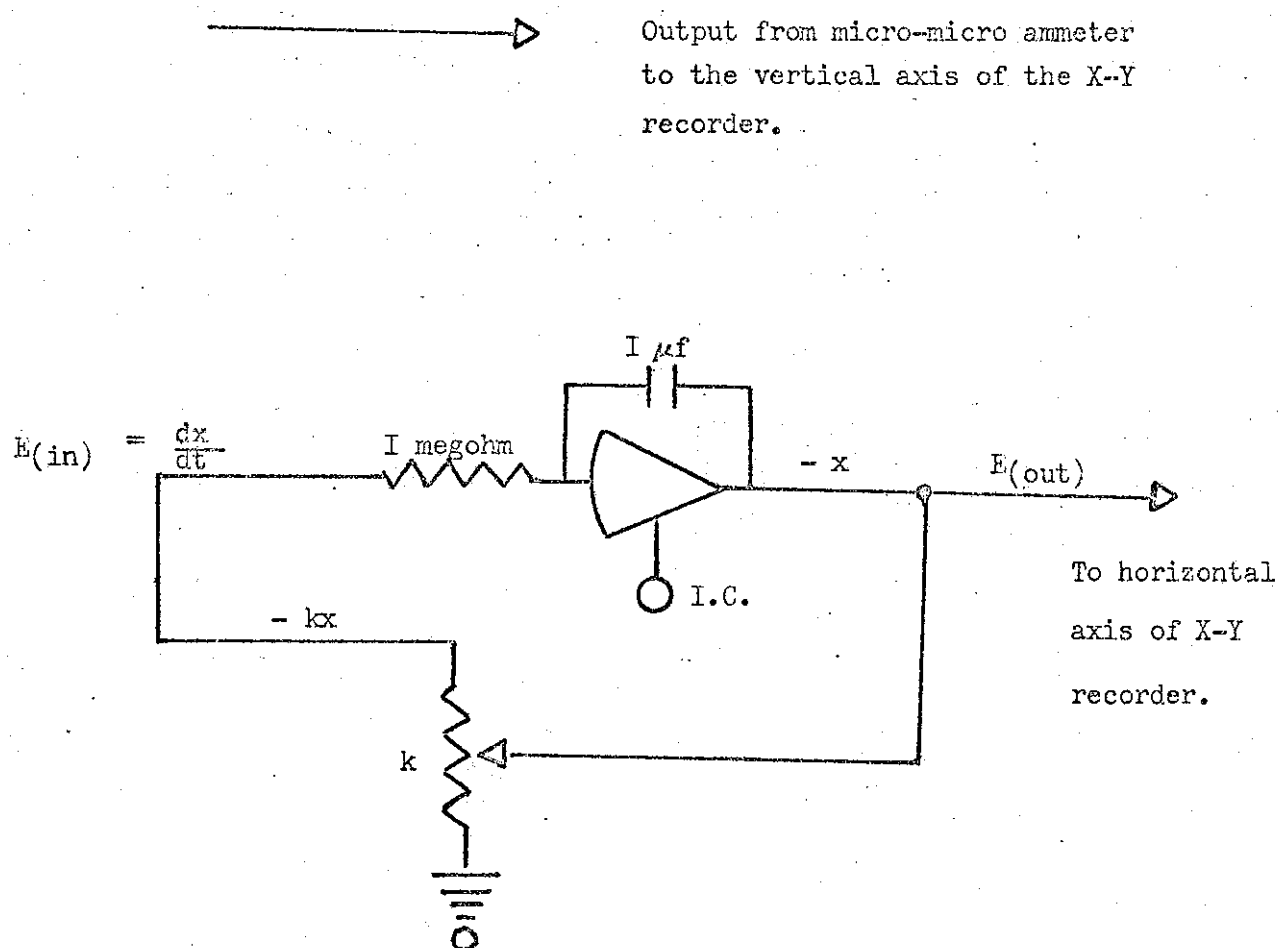 Output from micro-micro ammeter
to the vertical axis of the X-Y
recorder.
I μf
E(in) = dx/dt
I megohm
- x
E(out)
I.C.
To horizontal
axis of X-Y
recorder.
- kx
k